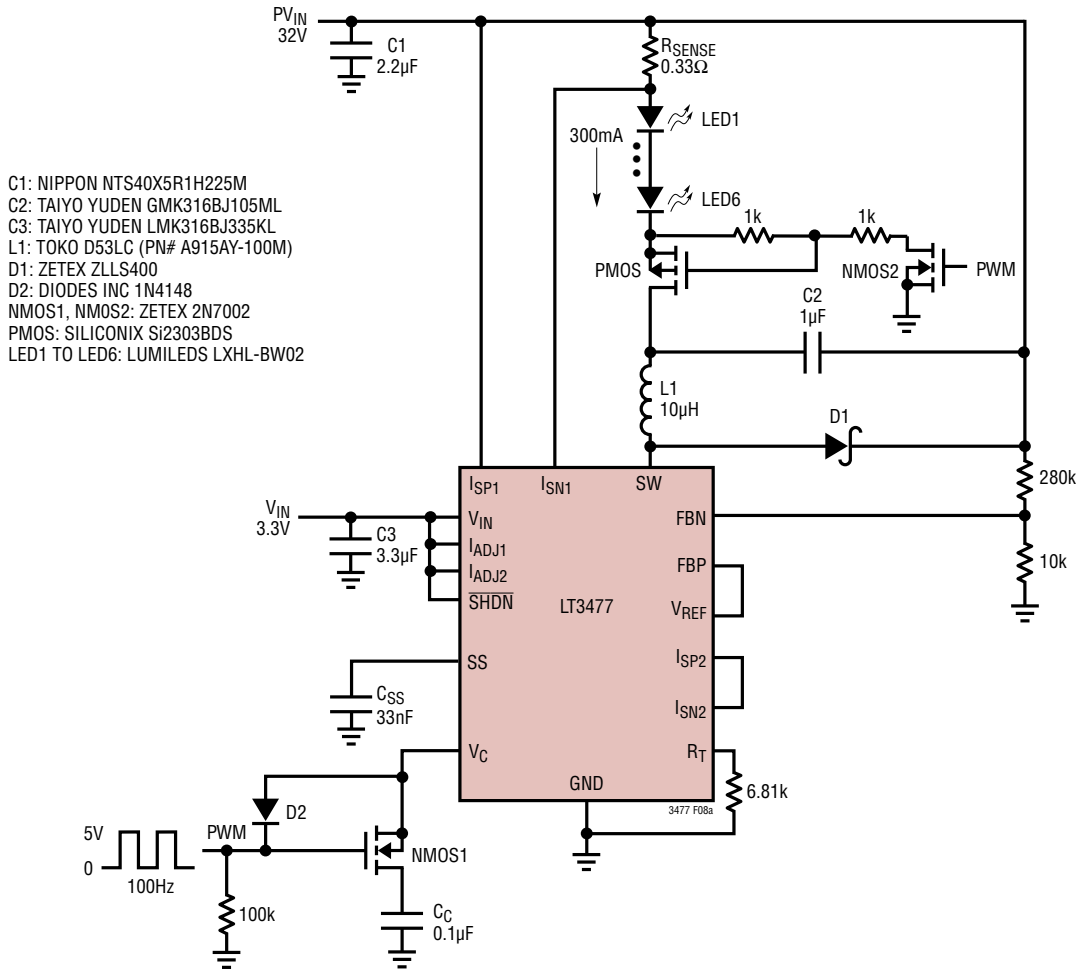 PVIN
32V
C1
2.2µF
RSENSE
0.33Ω
LED1
300mA
LED6
1k
1k
PMOS
NMOS2
PWM
C2
1µF
C1: NIPPON NTS40X5R1H225M
C2: TAIYO YUDEN GMK316BJ105ML
C3: TAIYO YUDEN LMK316BJ335KL
L1: TOKO D53LC (PN# A915AY-100M)
D1: ZETEX ZLLS400
D2: DIODES INC 1N4148
NMOS1, NM0S2: ZETEX 2N7002
PMOS: SILICONIX Si2303BDS
LED1 TO LED6: LUMILEDS LXHL-BW02
L1
10µH
D1
280k
10k
VIN
3.3V
C3
3.3µF
ISP1
ISN1
SW
VIN
IADJ1
IADJ2
SHDN
FBN
FBP
VREF
LT3477
SS
ISP2
ISN2
CSS
33nF
VC
RT
GND
6.81k
3477 F08a
D2
5V
0
100Hz
PWM
NMOS1
100k
CC
0.1µF